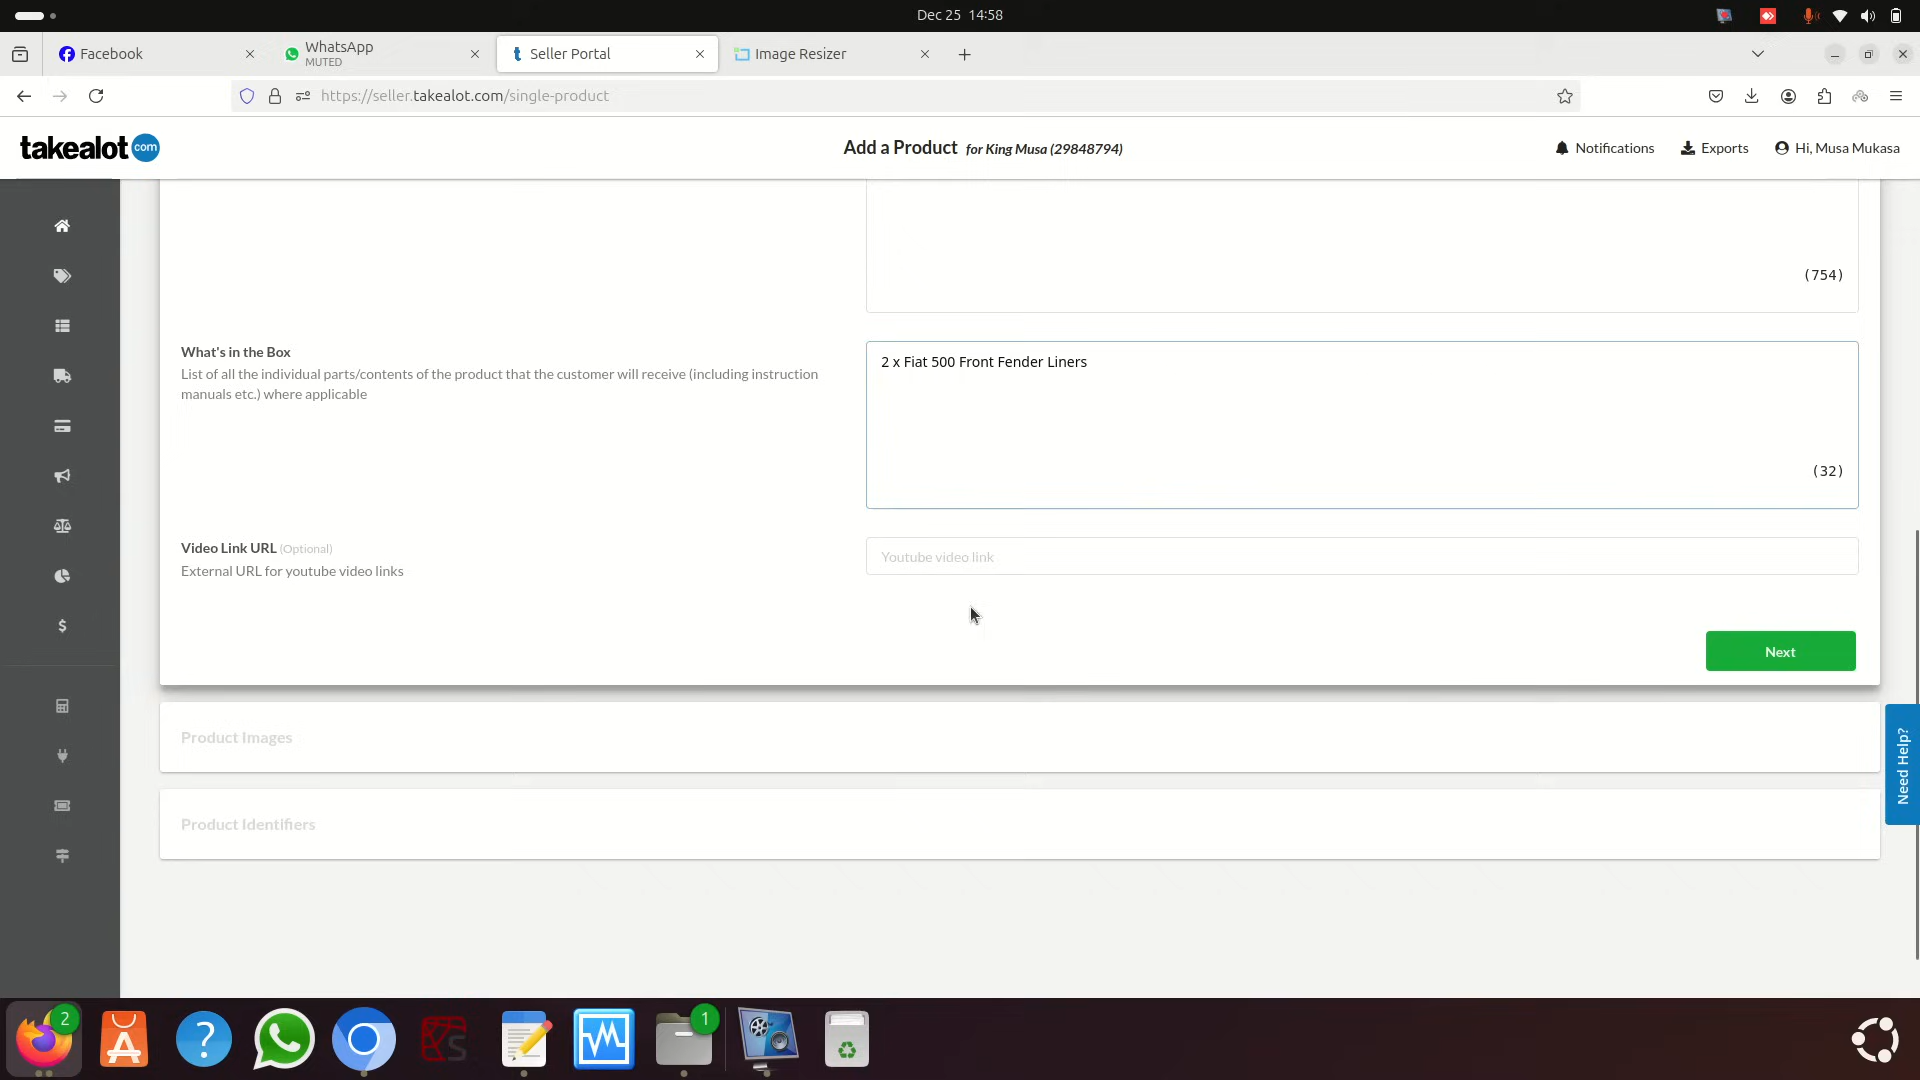 Dec 25 14:58
Facebook
WhatsApp
MUTED
Seller Portal
Image Resizer
https://seller.takealot.com/single-product
takealot com
Add a Product for King Musa (29848794)
Notifications
Exports
Hi, Musa Mukasa
(754)
What's in the Box
List of all the individual parts/contents of the product that the customer will receive (including instruction
manuals etc.) where applicable
2 x Fiat 500 Front Fender Liners
(32)
Video Link URL (Optional)
External URL for youtube video links
Youtube video link
Next
Product Images
Product Identifiers
Need Help?
2
1